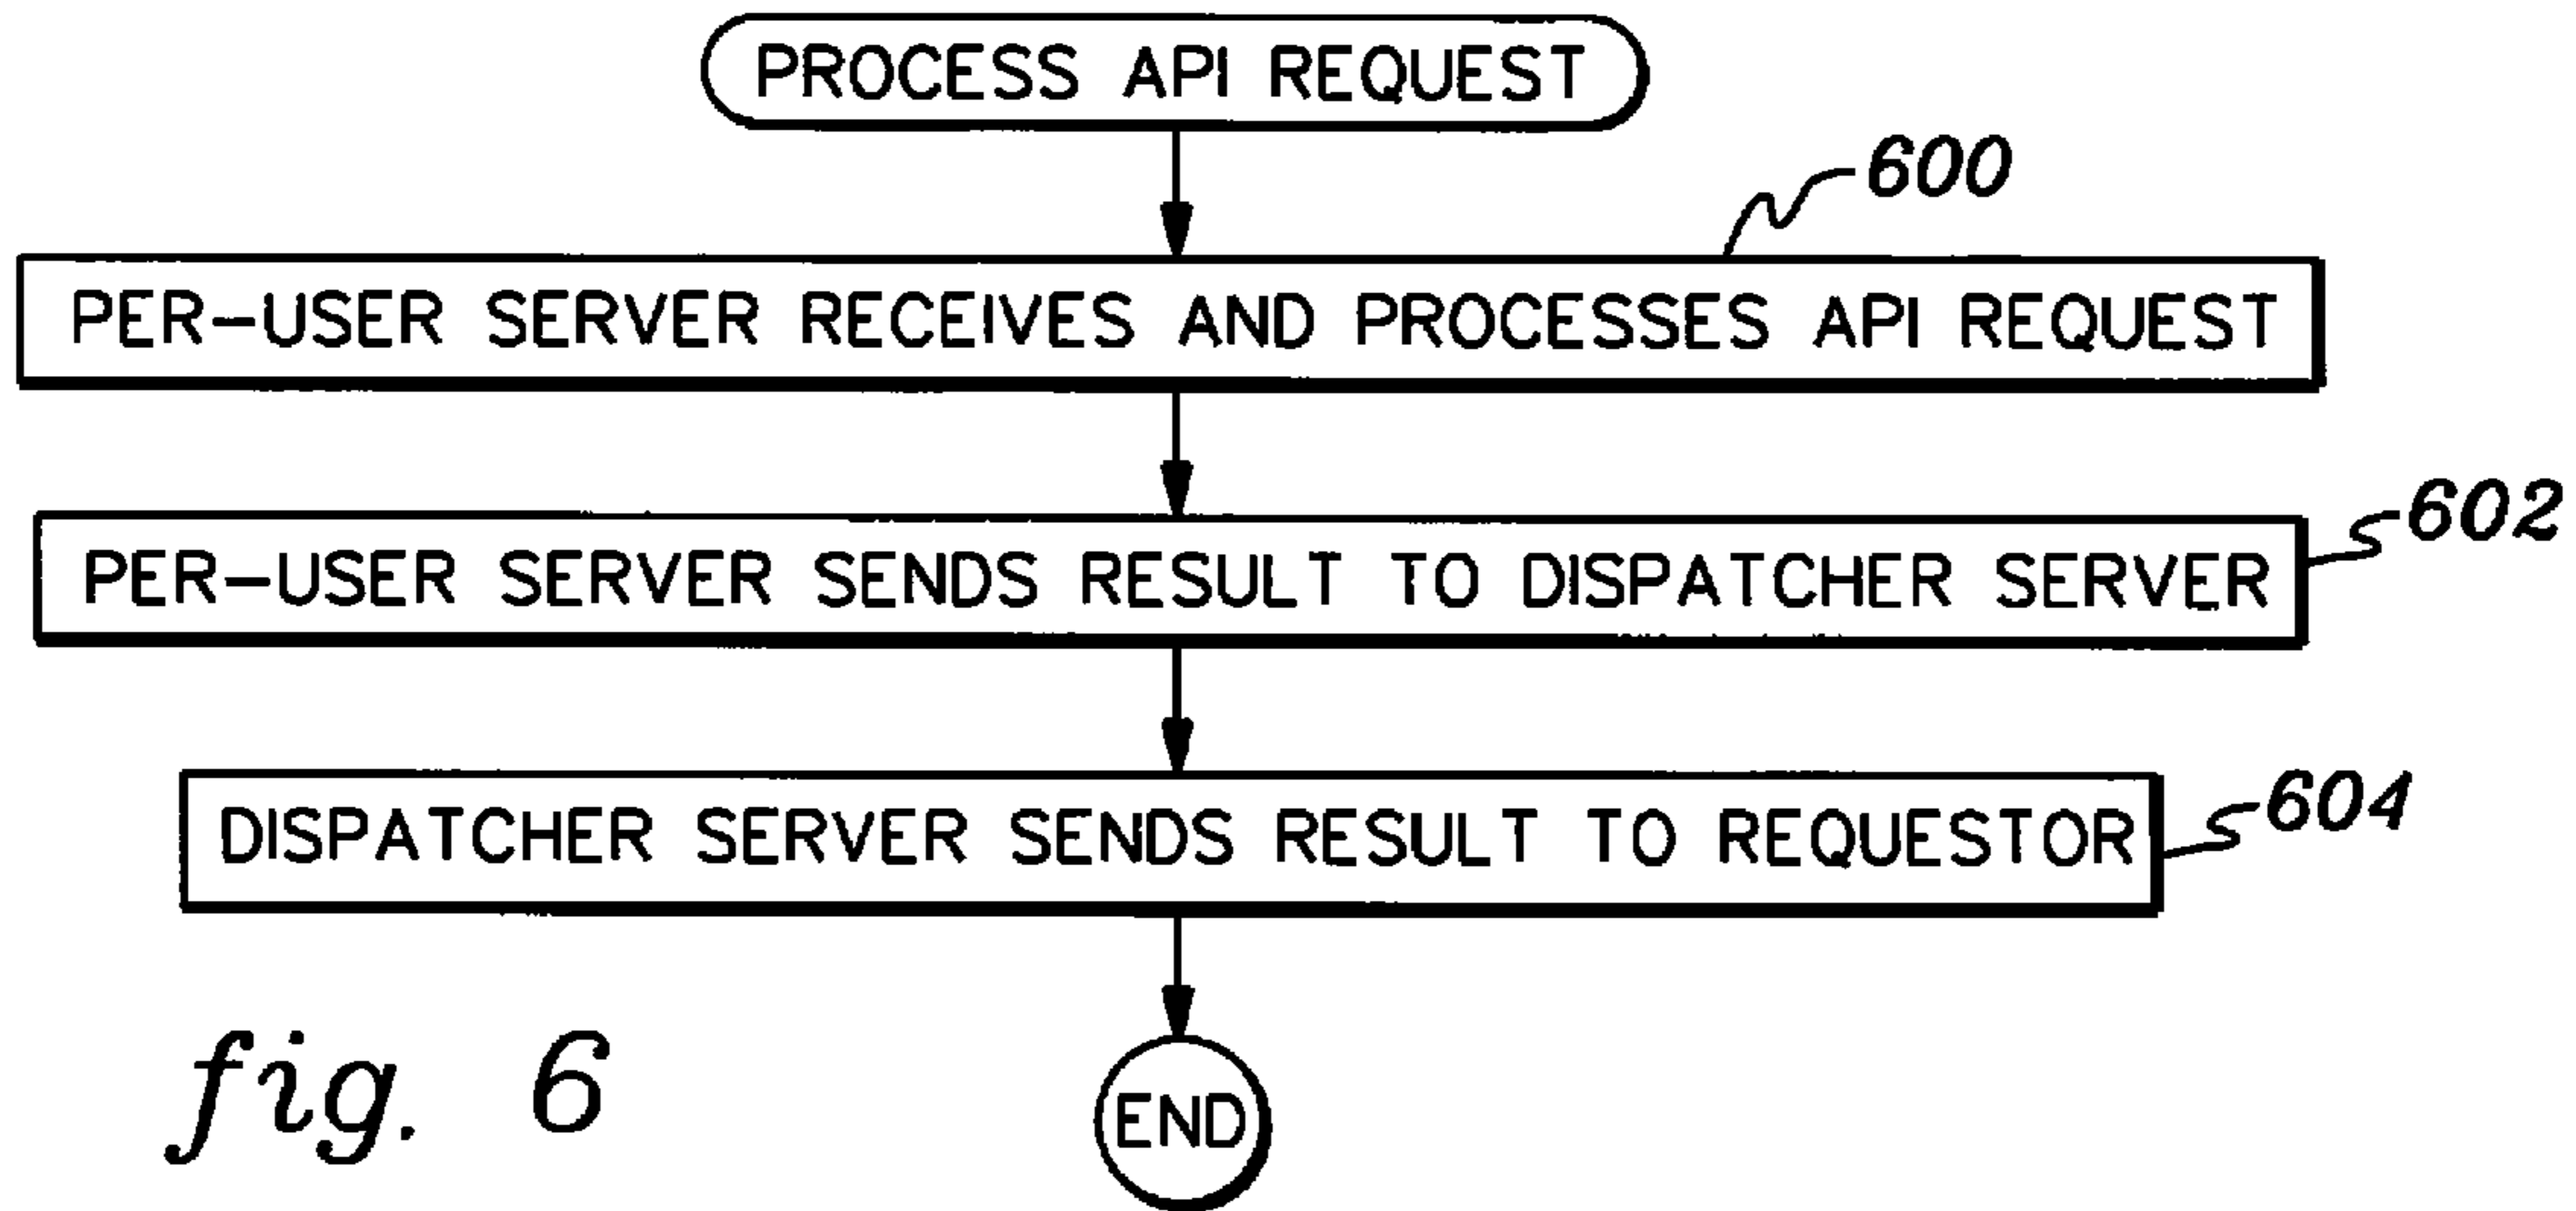 PROCESS API REQUEST
600
PER-USER SERVER RECEIVES AND PROCESSES API REQUEST
602
PER-USER SERVER SENDS RESULT TO DISPATCHER SERVER
604
DISPATCHER SERVER SENDS RESULT TO REQUESTOR
END
fig. 6